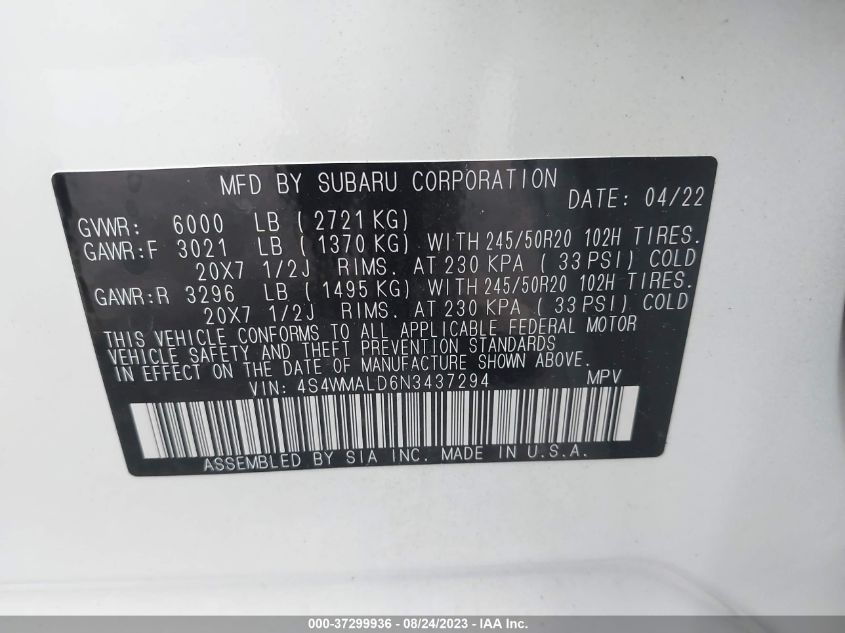 MFD BY SUBARU CORPORATION
DATE: 04/22
GVWR: 6000 LB ( 2721 KG)
GAWR:F 3021 LB ( 1370 KG) WITH 245/50R20 102H TIRES.
20X7 1/2J RIMS. AT 230 KPA ( 33 PSI) COLD
GAWR:R 3296 LB ( 1495 KG) WITH 245/50R20 102H TIRES.
20X7 1/2J RIMS. AT 230 KPA ( 33 PSI) COLD
THIS VEHICLE CONFORMS TO ALL APPLICABLE FEDERAL MOTOR
VEHICLE SAFETY AND THEFT PREVENTION STANDARDS
IN EFFECT ON THE DATE OF MANUFACTURE SHOWN ABOVE.
VIN: 4S4WMALD6N3437294 MPV
ASSEMBLED BY SIA INC. MADE IN U.S.A.
000-37299936 - 08/24/2023 - IAA Inc.